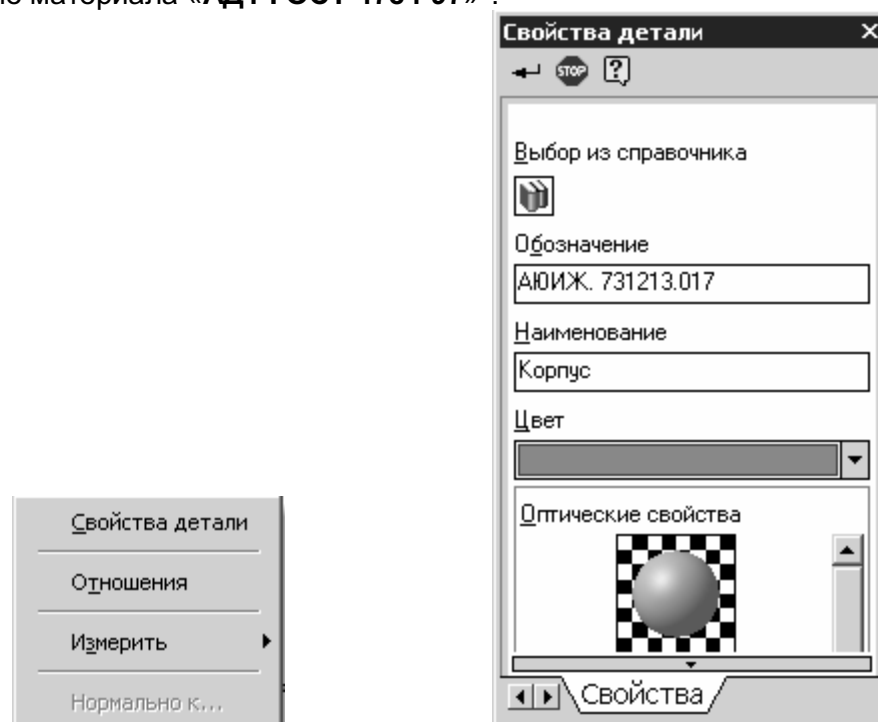 Свойства детали
STOP
Выбор из справочника
Обозначение
АЮИЖ. 731213.017
Наименование
Корпус
Цвет
Оптические свойства
Свойства
Свойства детали
Отношения
Измерить
Нормально к...